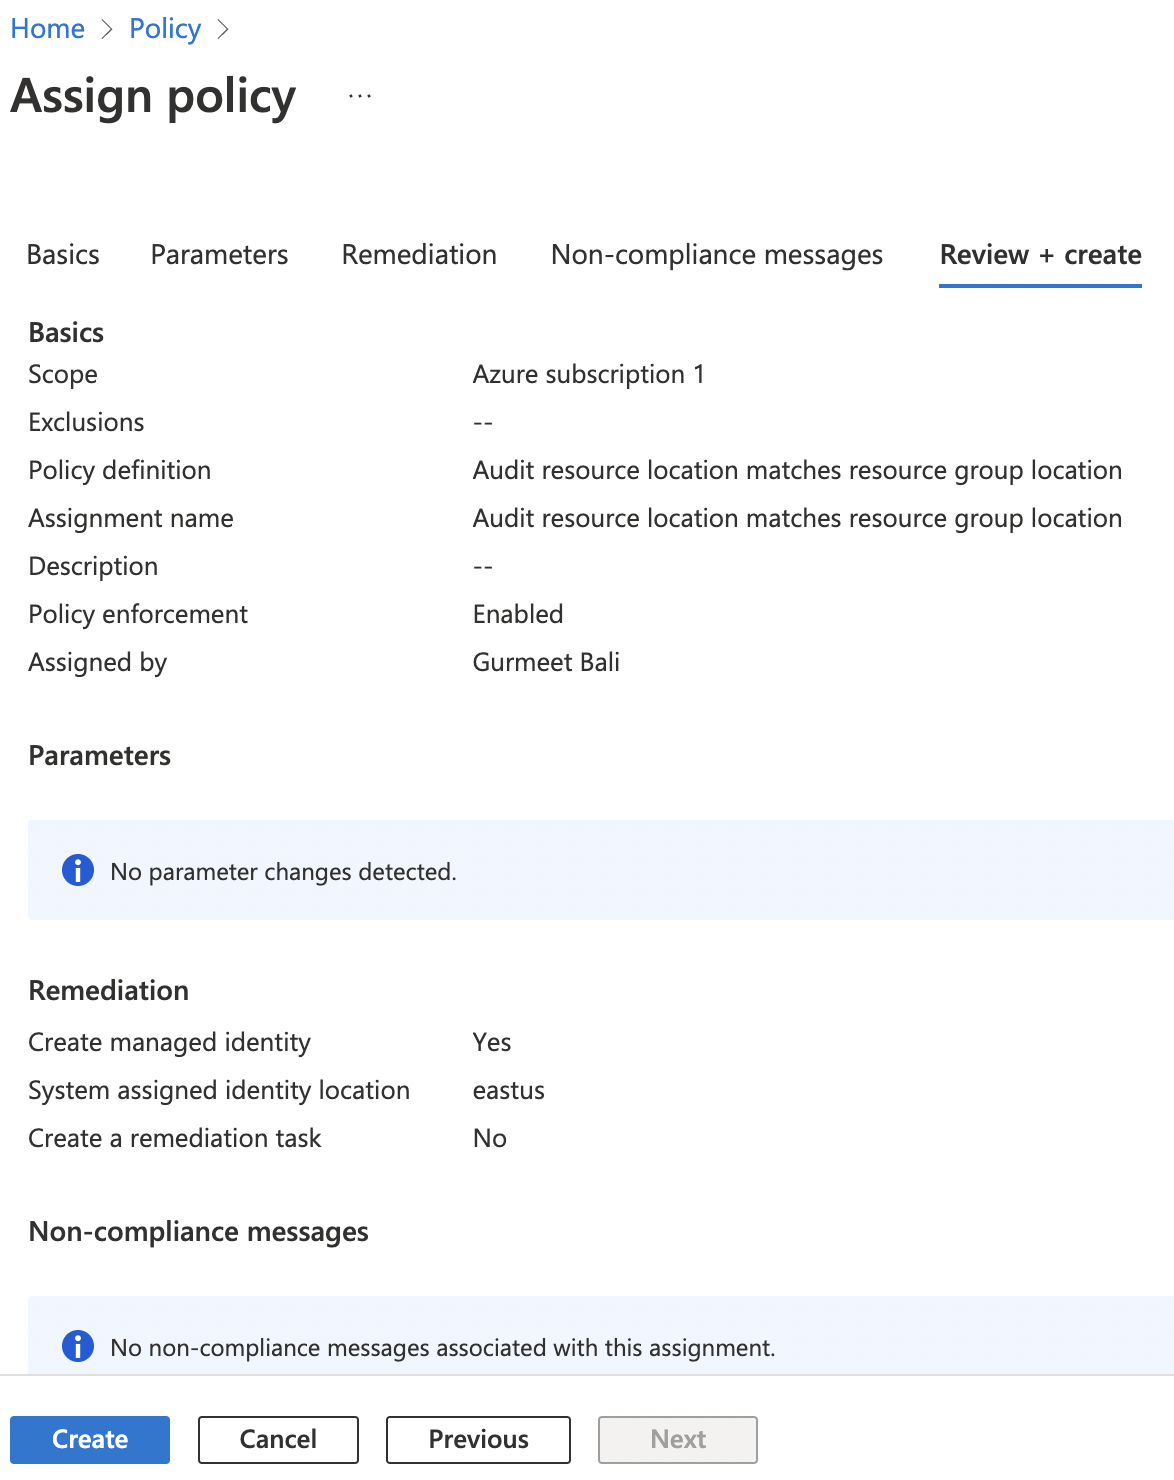 Home > Policy >
Assign policy ...
Basics Parameters Remediation Non-compliance messages Review + create
Basics
Scope Azure subscription 1
Exclusions --
Policy definition Audit resource location matches resource group location
Assignment name Audit resource location matches resource group location
Description --
Policy enforcement Enabled
Assigned by Gurmeet Bali
Parameters
No parameter changes detected.
Remediation
Create managed identity Yes
System assigned identity location eastus
Create a remediation task No
Non-compliance messages
No non-compliance messages associated with this assignment.
Create Cancel Previous Next